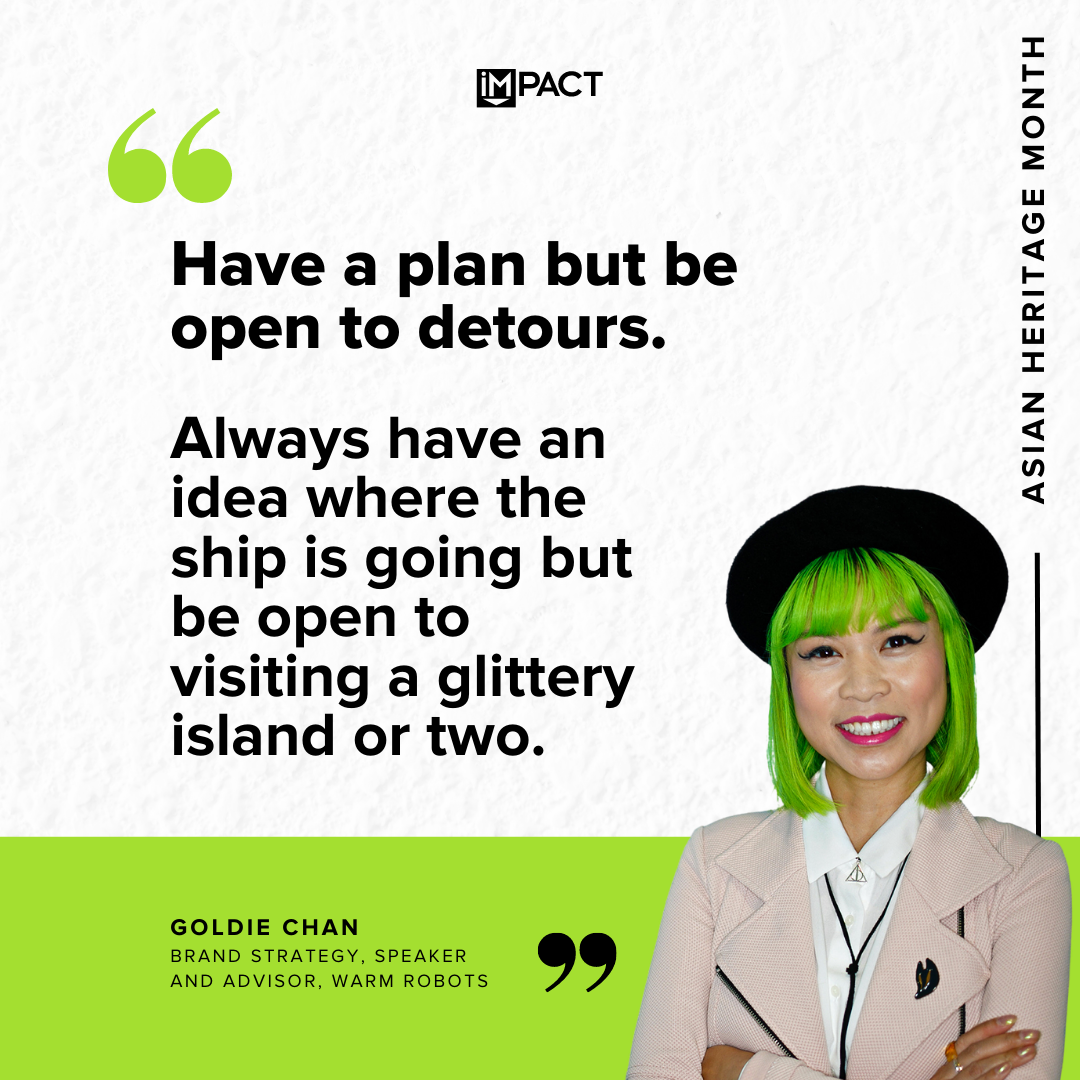 iMPACT
Have a plan but be
open to detours.
Always have an
idea where the
ship is going but
be open to
visiting a glittery
island or two.
GOLDIE CHAN
BRAND STRATEGY, SPEAKER
AND ADVISOR, WARM ROBOTS
ASIAN HERITAGE MONTH